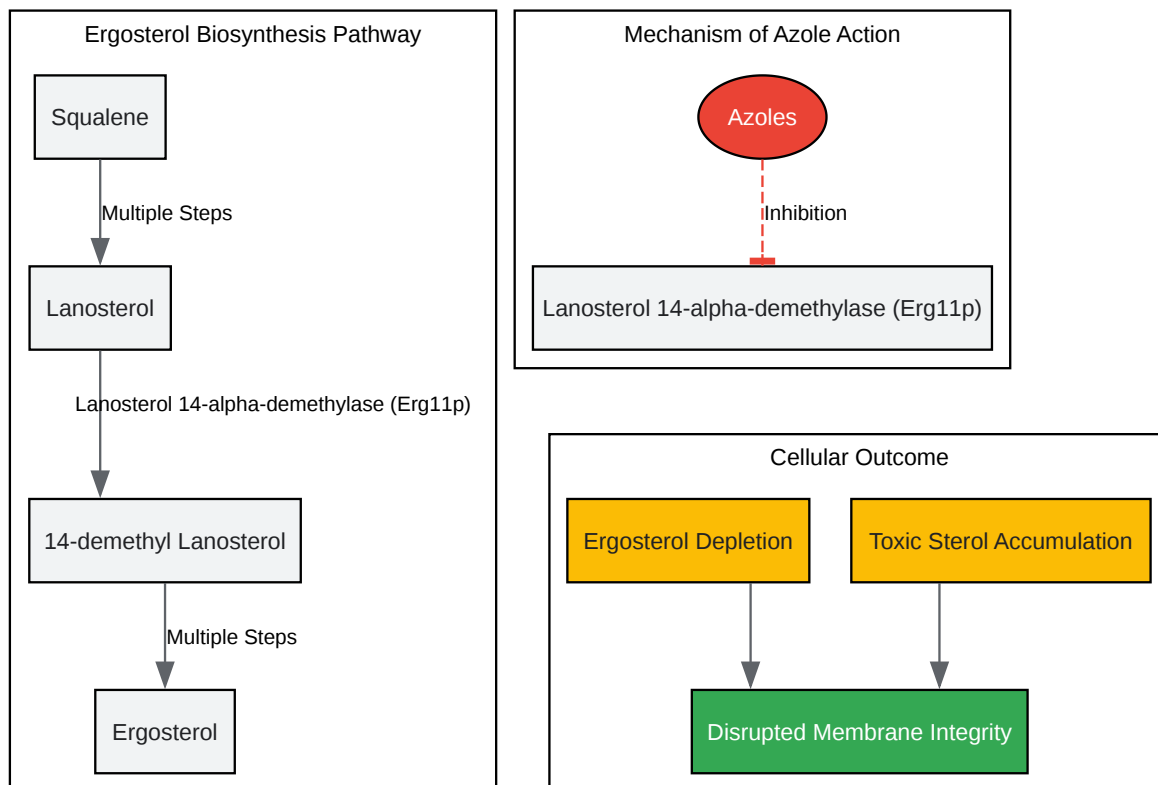 Ergosterol Biosynthesis Pathway
Squalene
Multiple Steps
Lanosterol
Lanosterol 14-alpha-demethylase (Erg11p)
14-demethyl Lanosterol
Multiple Steps
Ergosterol
Mechanism of Azole Action
Azoles
Inhibition
Lanosterol 14-alpha-demethylase (Erg11p)
Cellular Outcome
Ergosterol Depletion
Toxic Sterol Accumulation
Disrupted Membrane Integrity